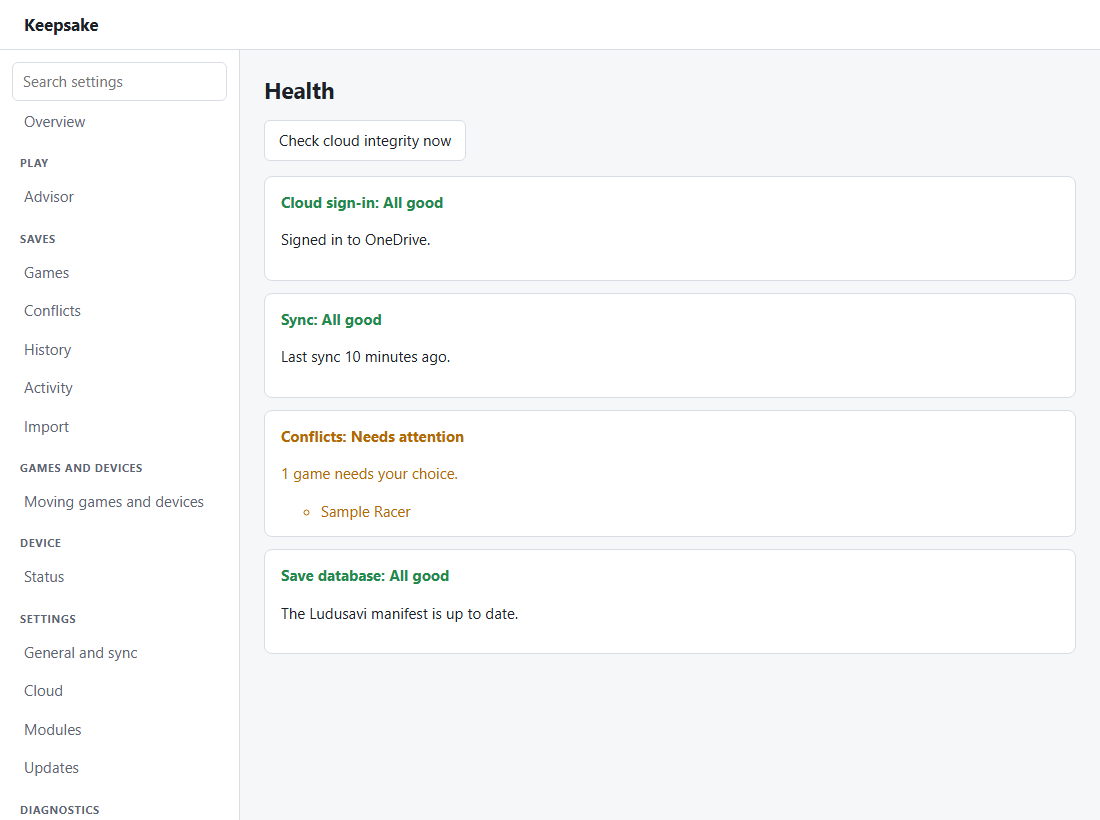 Keepsake
Search settings
Overview
PLAY
Advisor
SAVES
Games
Conflicts
History
Activity
Import
GAMES AND DEVICES
Moving games and devices
DEVICE
Status
SETTINGS
General and sync
Cloud
Modules
Updates
DIAGNOSTICS
Health
Check cloud integrity now
Cloud sign-in: All good
Signed in to OneDrive.
Sync: All good
Last sync 10 minutes ago.
Conflicts: Needs attention
1 game needs your choice.
Sample Racer
Save database: All good
The Ludusavi manifest is up to date.